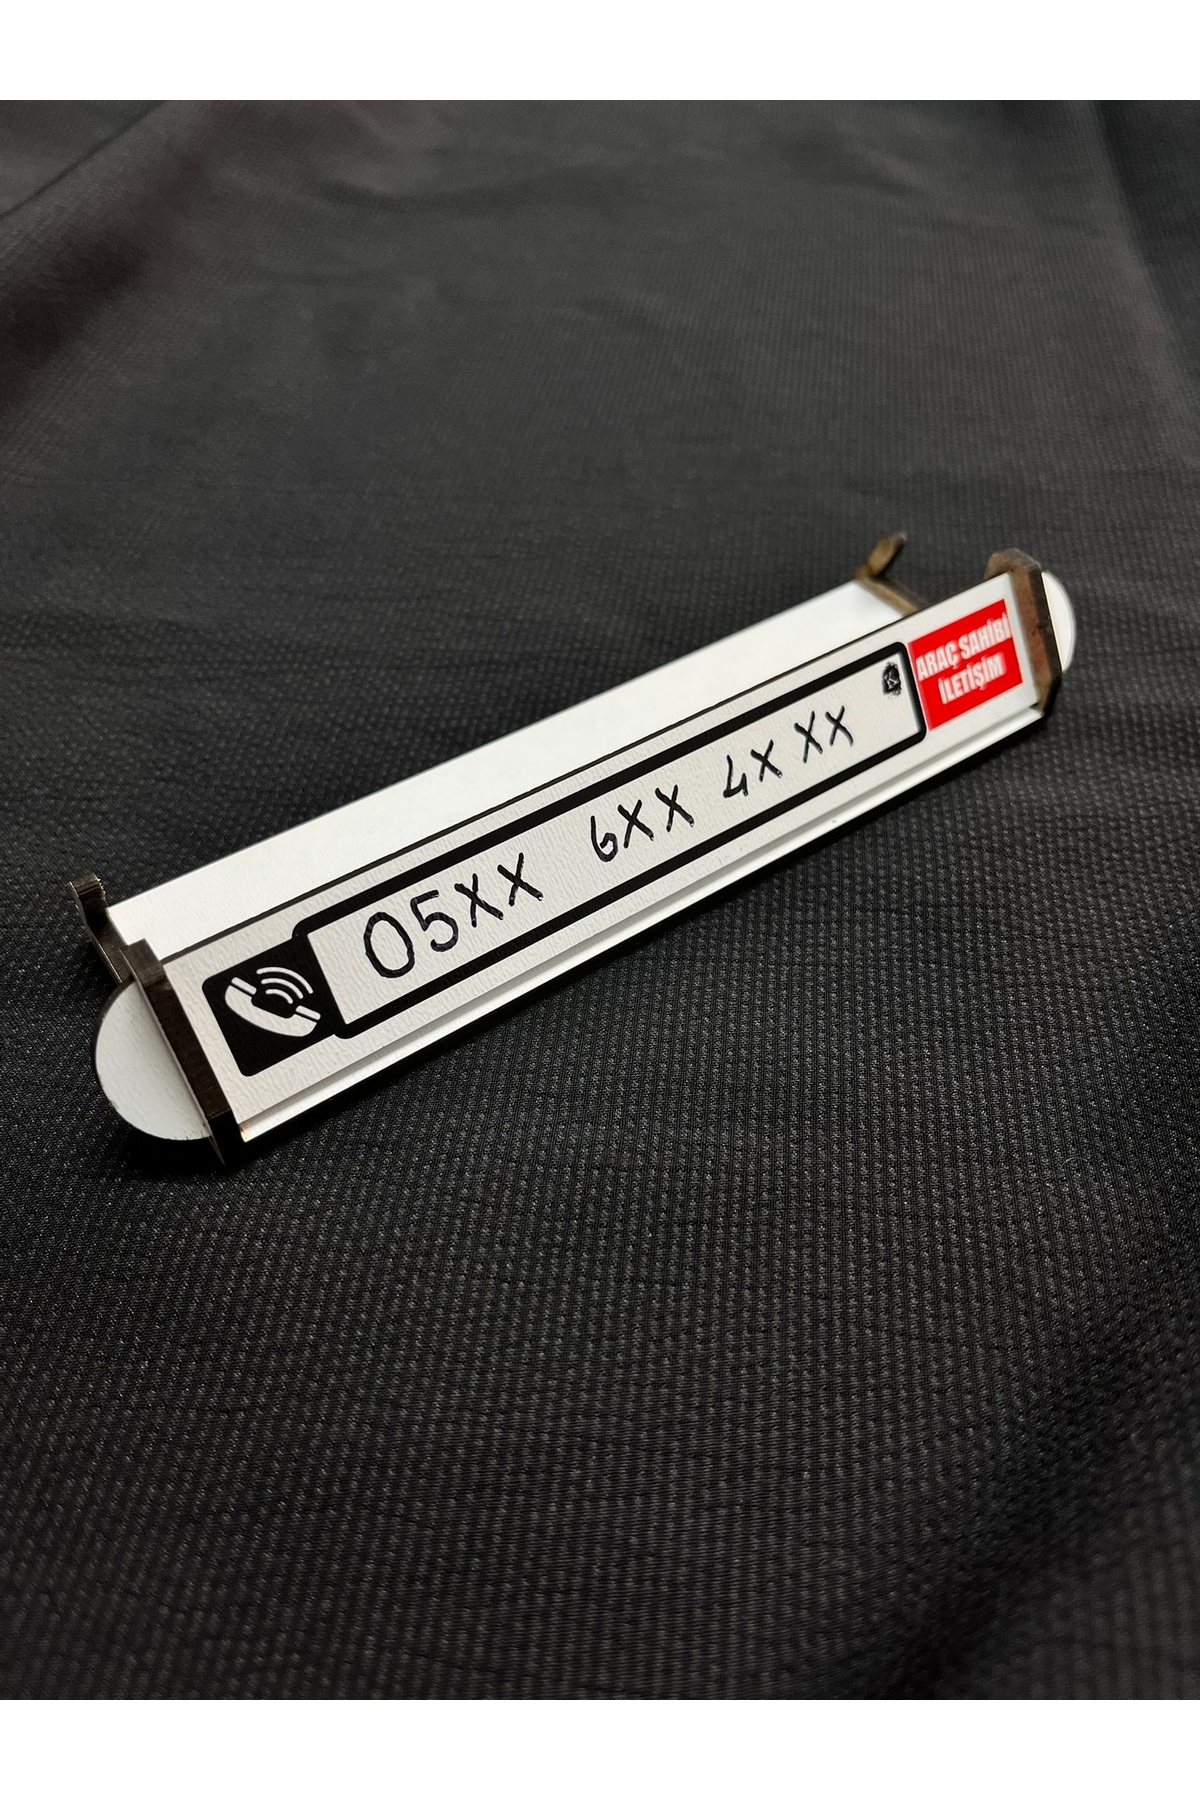 05XX 6XX 4X XX
ARAÇ SAHİBİ
İLETİŞİM